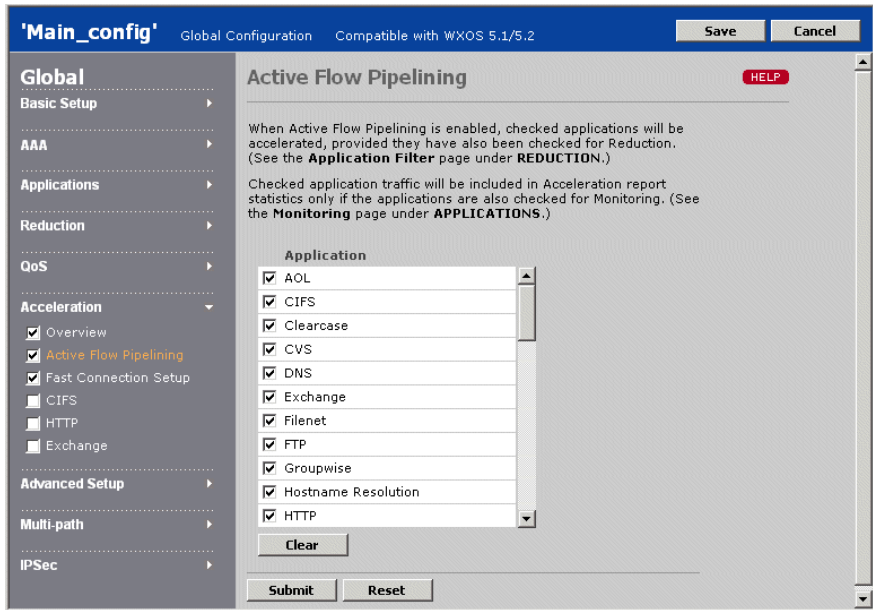 'Main_config' Global Configuration Compatible with WXOS 5.1/5.2 Save Cancel
Global
Basic Setup
AAA
Applications
Reduction
QoS
Acceleration
Overview
Active Flow Pipelining
Fast Connection Setup
CIFS
HTTP
Exchange
Advanced Setup
Multi-path
IPSec
Active Flow Pipelining HELP
When Active Flow Pipelining is enabled, checked applications will be
accelerated, provided they have also been checked for Reduction.
(See the Application Filter page under REDUCTION.)
Checked application traffic will be included in Acceleration report
statistics only if the applications are also checked for Monitoring. (See
the Monitoring page under APPLICATIONS.)
Application
AOL
CIFS
Clearcase
CVS
DNS
Exchange
Filenet
FTP
Groupwise
Hostname Resolution
HTTP
Clear
Submit Reset